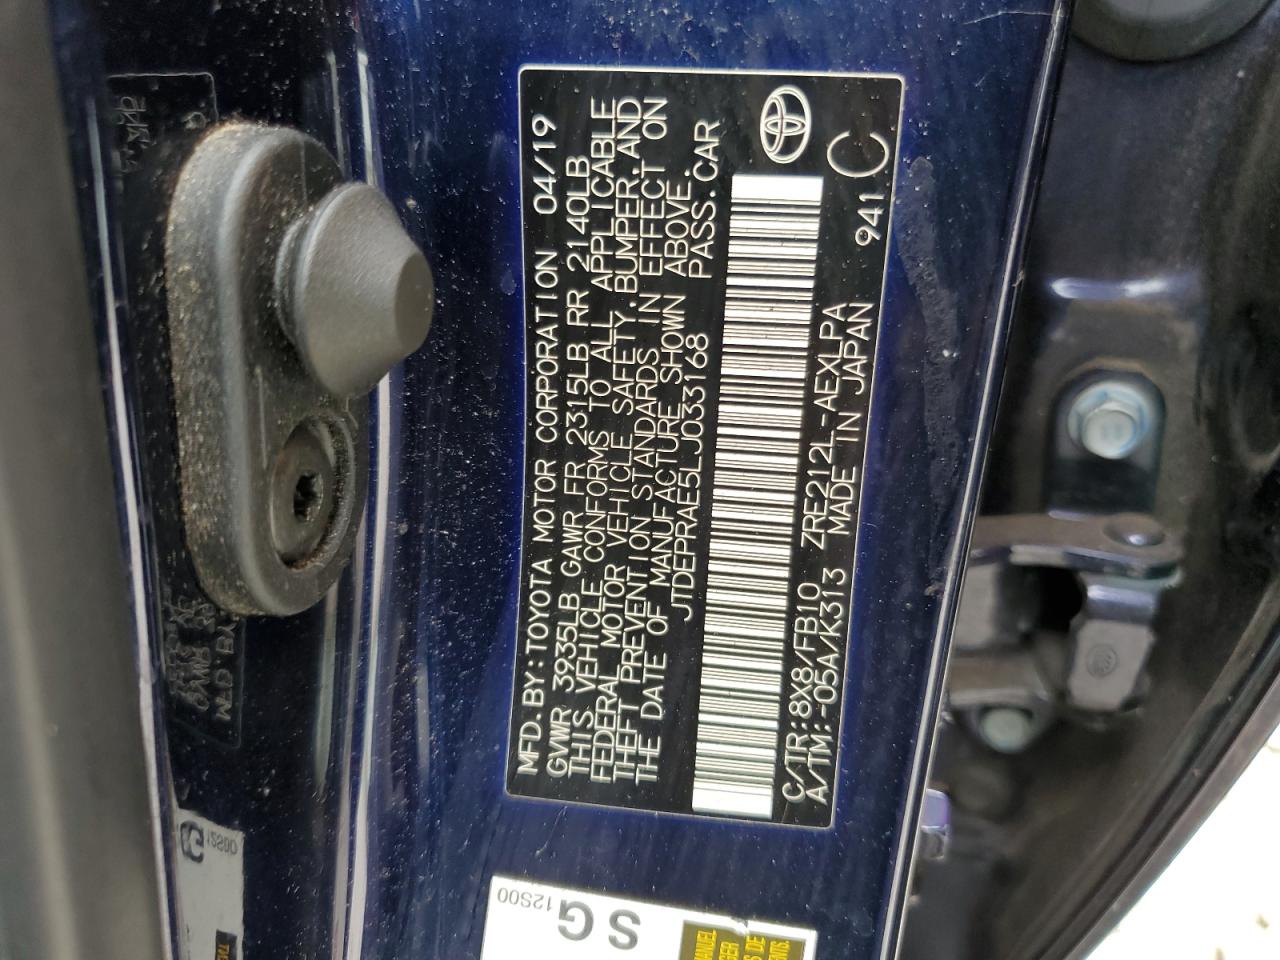 MFD.BY:TOYOTA MOTOR CORPORATION 04/19
GVWR 3935LB GAWR FR 2315LB RR 2140LB
THIS VEHICLE CONFORMS TO ALL APPLICABLE
FEDERAL MOTOR VEHICLE SAFETY,BUMPER,AND
THEFT PREVENTION STANDARDS IN EFFECT ON
THE DATE OF MANUFACTURE SHOWN ABOVE.
JTDEPRAE5LJ033168 PASS.CAR
C/TR:8X8/FB10 ZRE212L-AEXLPA 941 C
A/TM:-05A/K313 MADE IN JAPAN
SG
12S00